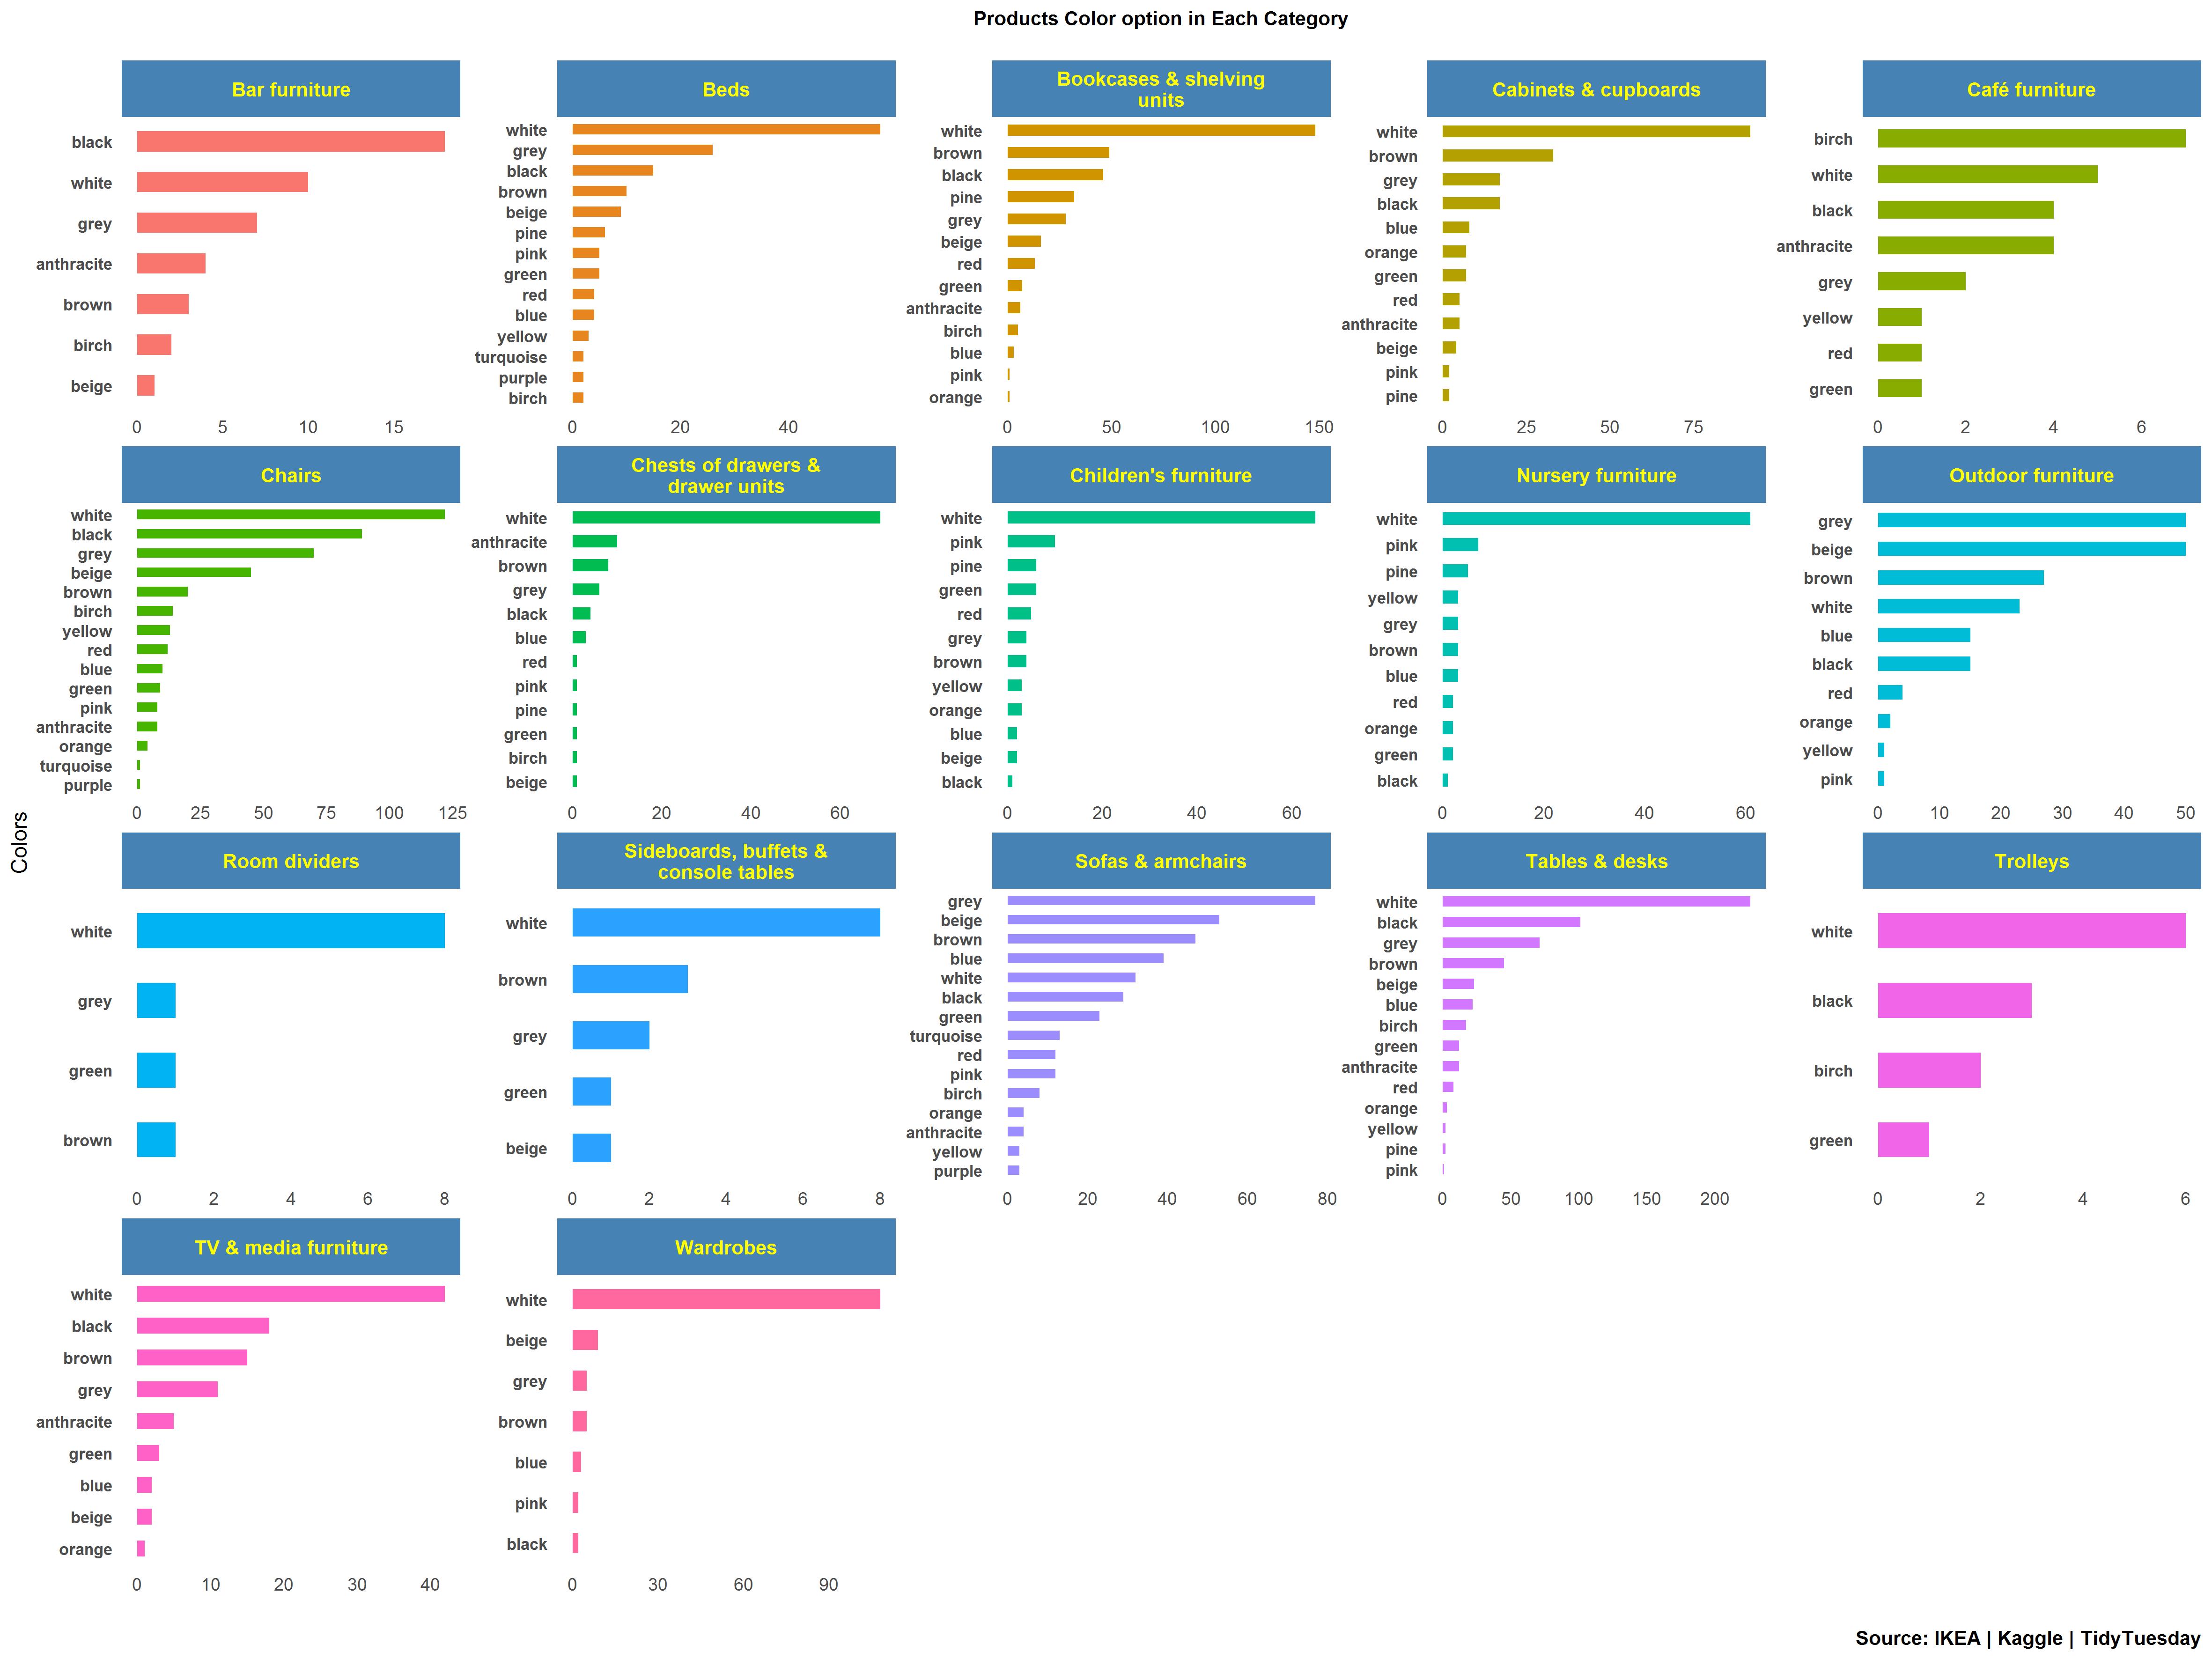 Products Color option in Each Category
Bar furniture
black
white
grey
anthracite
brown
birch
beige
0 5 10 15
Beds
white
grey
black
brown
beige
pine
pink
green
red
blue
yellow
turquoise
purple
birch
0 20 40
Bookcases & shelving
units
white
brown
black
pine
grey
beige
red
green
anthracite
birch
blue
pink
orange
0 50 100 150
Cabinets & cupboards
white
brown
grey
black
blue
orange
green
red
anthracite
beige
pink
pine
0 25 50 75
Café furniture
birch
white
black
anthracite
grey
yellow
red
green
0 2 4 6
Chairs
white
black
grey
beige
brown
birch
yellow
red
blue
green
pink
anthracite
orange
turquoise
purple
0 25 50 75 100 125
Chests of drawers &
drawer units
white
anthracite
brown
grey
black
blue
red
pink
pine
green
birch
beige
0 20 40 60
Children's furniture
white
pink
pine
green
red
grey
brown
yellow
orange
blue
beige
black
0 20 40 60
Nursery furniture
white
pink
pine
yellow
grey
brown
blue
red
orange
green
black
0 20 40 60
Outdoor furniture
grey
beige
brown
white
blue
black
red
orange
yellow
pink
0 10 20 30 40 50
Colors
Room dividers
white
grey
green
brown
0 2 4 6 8
Sideboards, buffets &
console tables
white
brown
grey
green
beige
0 2 4 6 8
Sofas & armchairs
grey
beige
brown
blue
white
black
green
turquoise
red
pink
birch
orange
anthracite
yellow
purple
0 20 40 60 80
Tables & desks
white
black
grey
brown
beige
blue
birch
green
anthracite
red
orange
yellow
pine
pink
0 50 100 150 200
Trolleys
white
black
birch
green
0 2 4 6
TV & media furniture
white
black
brown
grey
anthracite
green
blue
beige
orange
0 10 20 30 40
Wardrobes
white
beige
grey
brown
blue
pink
black
0 30 60 90
Source: IKEA | Kaggle | TidyTuesday